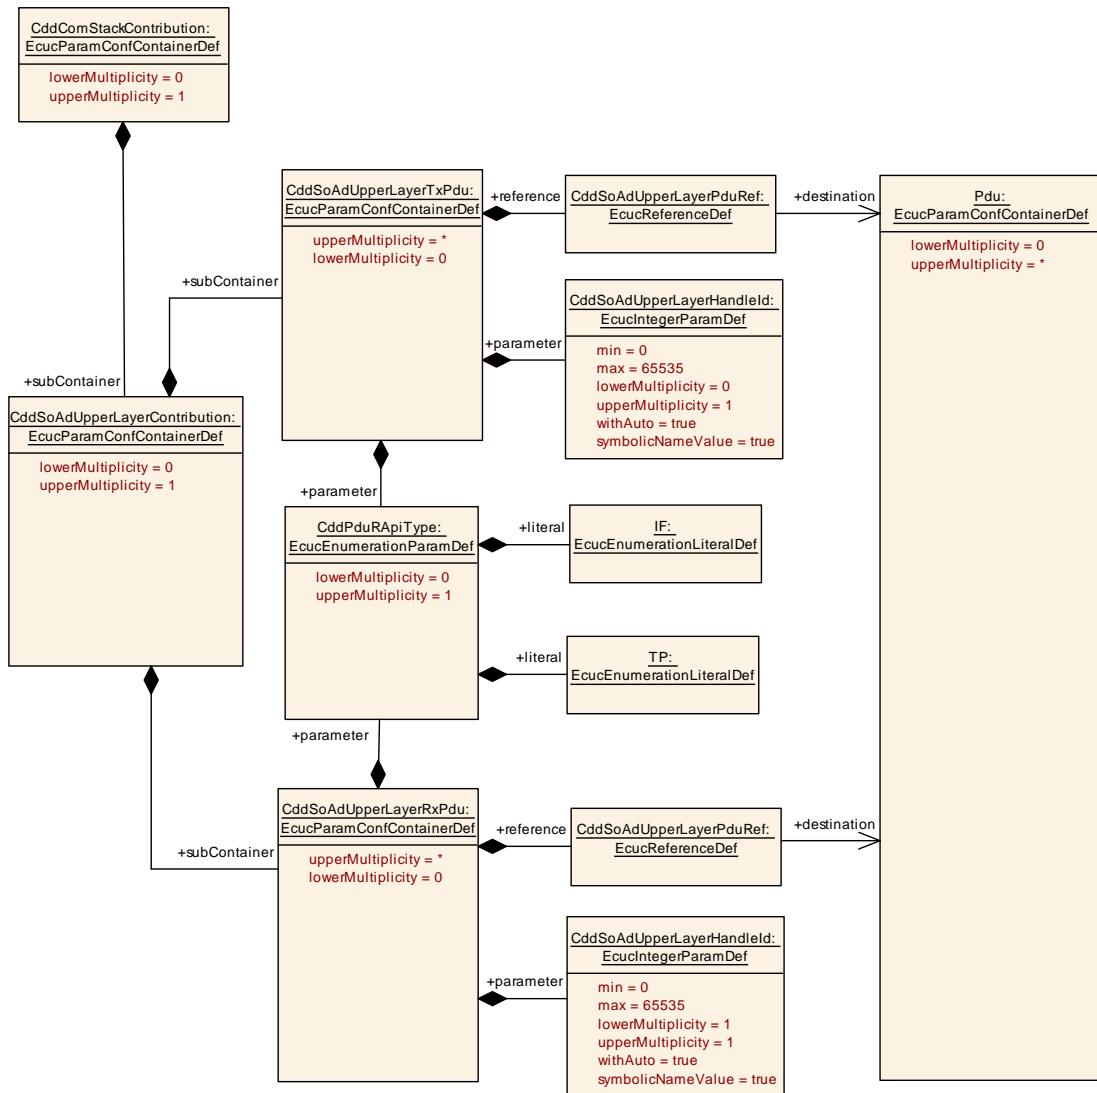 CddComStackContribution:
EcucParamConfContainerDef
lowerMultiplicity = 0
upperMultiplicity = 1
+subContainer
CddSoAdUpperLayerContribution:
EcucParamConfContainerDef
lowerMultiplicity = 0
upperMultiplicity = 1
+subContainer
CddSoAdUpperLayerTxPdu:
EcucParamConfContainerDef
upperMultiplicity = *
lowerMultiplicity = 0
+reference
CddSoAdUpperLayerPduRef:
EcucReferenceDef
+destination
Pdu:
EcucParamConfContainerDef
lowerMultiplicity = 0
upperMultiplicity = *
+parameter
CddSoAdUpperLayerHandleId:
EcucIntegerParamDef
min = 0
max = 65535
lowerMultiplicity = 0
upperMultiplicity = 1
withAuto = true
symbolicNameValue = true
+parameter
CddPduRApiType:
EcucEnumerationParamDef
lowerMultiplicity = 0
upperMultiplicity = 1
+literal
IF:
EcucEnumerationLiteralDef
+literal
TP:
EcucEnumerationLiteralDef
+parameter
+subContainer
CddSoAdUpperLayerRxPdu:
EcucParamConfContainerDef
upperMultiplicity = *
lowerMultiplicity = 0
+reference
CddSoAdUpperLayerPduRef:
EcucReferenceDef
+destination
+parameter
CddSoAdUpperLayerHandleId:
EcucIntegerParamDef
min = 0
max = 65535
lowerMultiplicity = 1
upperMultiplicity = 1
withAuto = true
symbolicNameValue = true